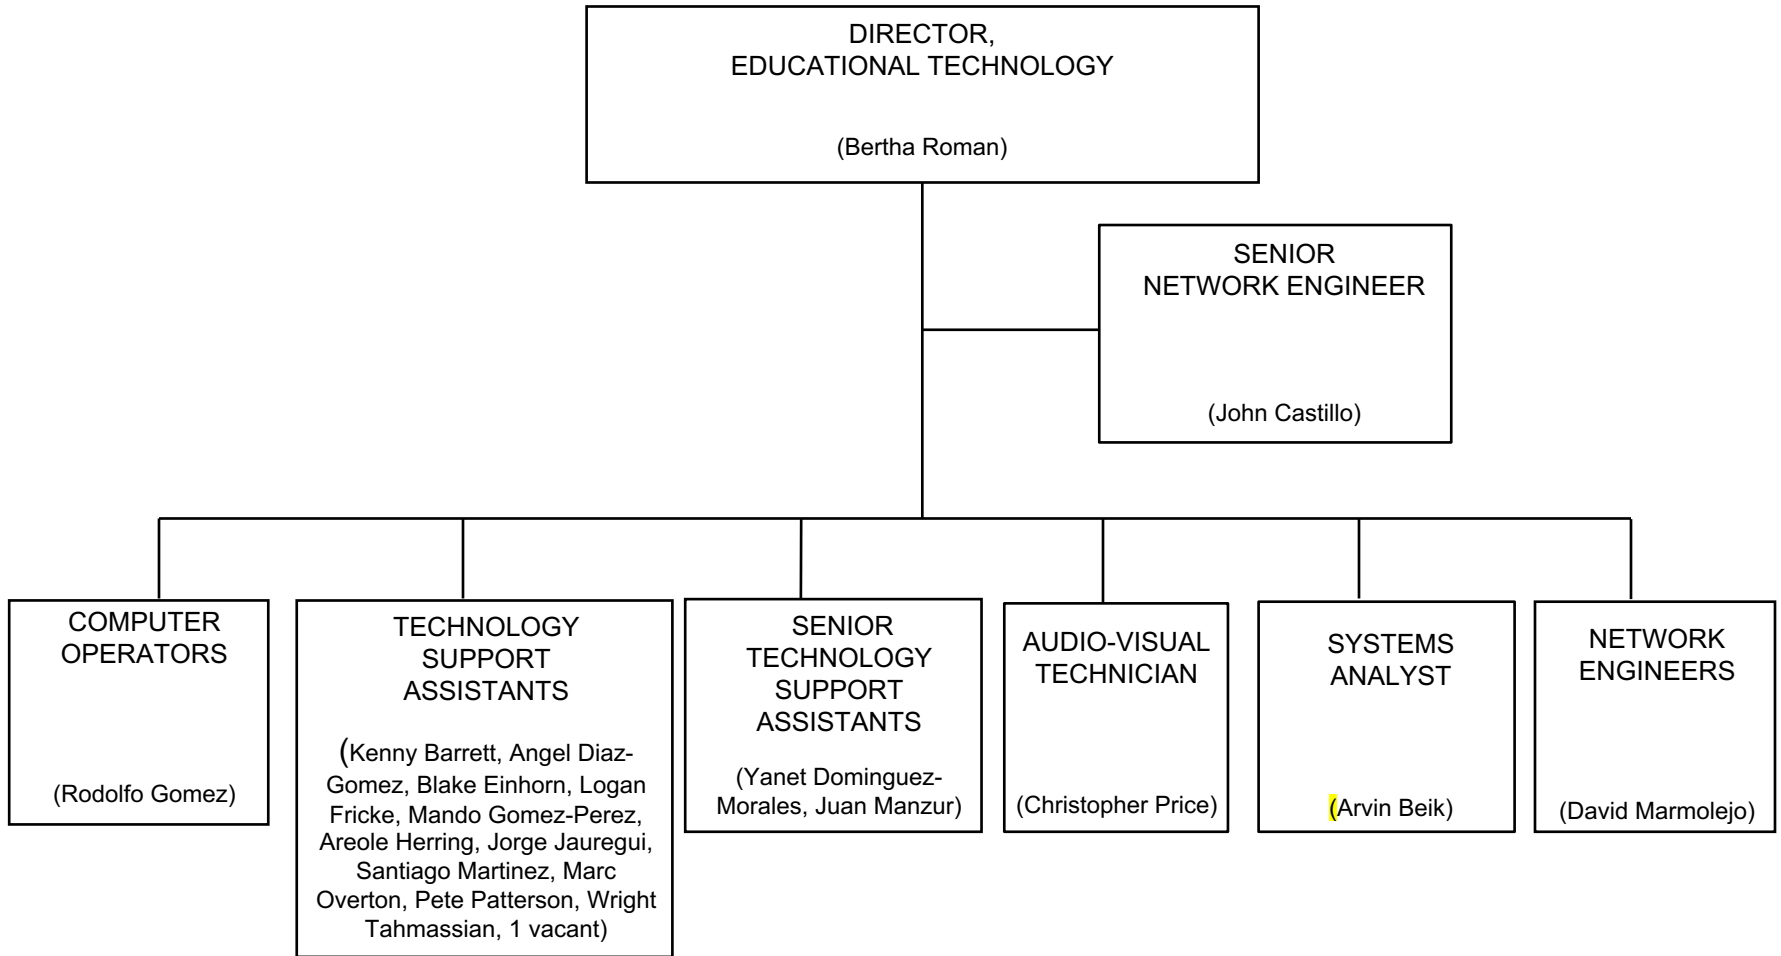 DIRECTOR,
EDUCATIONAL TECHNOLOGY
(Bertha Roman)
SENIOR
NETWORK ENGINEER
(John Castillo)
COMPUTER
OPERATORS
(Rodolfo Gomez)
TECHNOLOGY
SUPPORT
ASSISTANTS
(Kenny Barrett, Angel Diaz-
Gomez, Blake Einhorn, Logan
Fricke, Mando Gomez-Perez,
Areole Herring, Jorge Jauregui,
Santiago Martinez, Marc
Overton, Pete Patterson, Wright
Tahmassian, 1 vacant)
SENIOR
TECHNOLOGY
SUPPORT
ASSISTANTS
(Yanet Dominguez-
Morales, Juan Manzur)
AUDIO-VISUAL
TECHNICIAN
(Christopher Price)
SYSTEMS
ANALYST
(Arvin Beik)
NETWORK
ENGINEERS
(David Marmolejo)